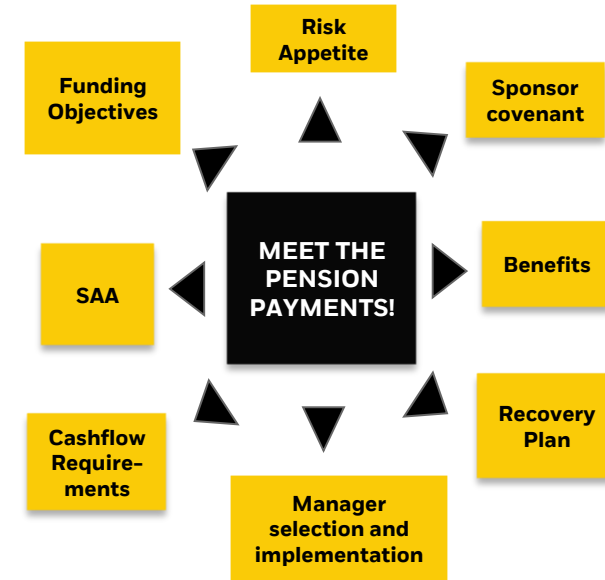 Risk
Appetite
Funding
Objectives
Sponsor
covenant
MEET THE
PENSION
PAYMENTS!
SAA
Benefits
Cashflow
Require-
ments
Recovery
Plan
Manager
selection and
implementation